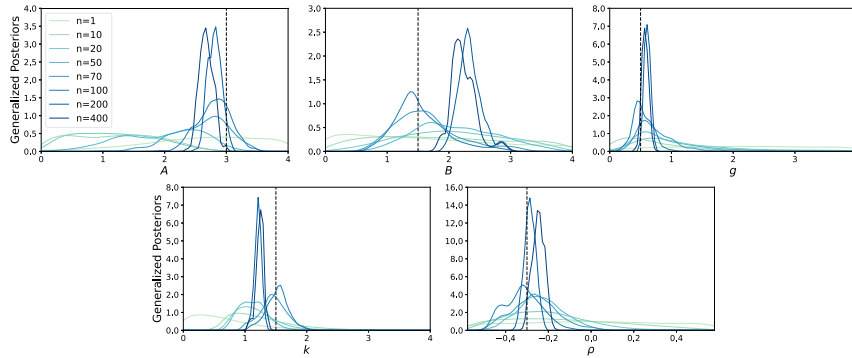 4.0
3.5
3.0
2.5
2.0
1.5
1.0
0.5
0.0
Generalized Posteriors
n=1
n=10
n=20
n=50
n=70
n=100
n=200
n=400
0 1 2 3 4
A
3.0
2.5
2.0
1.5
1.0
0.5
0.0
0 1 2 3 4
B
8.0
7.0
6.0
5.0
4.0
3.0
2.0
1.0
0.0
0 1 2 3
g
8.0
7.0
6.0
5.0
4.0
3.0
2.0
1.0
0.0
Generalized Posteriors
0 1 2 3 4
k
16.0
14,0
12,0
10,0
8,0
6,0
4,0
2,0
0,0
−0,4 −0,2 0,0 0,2 0,4
ρ